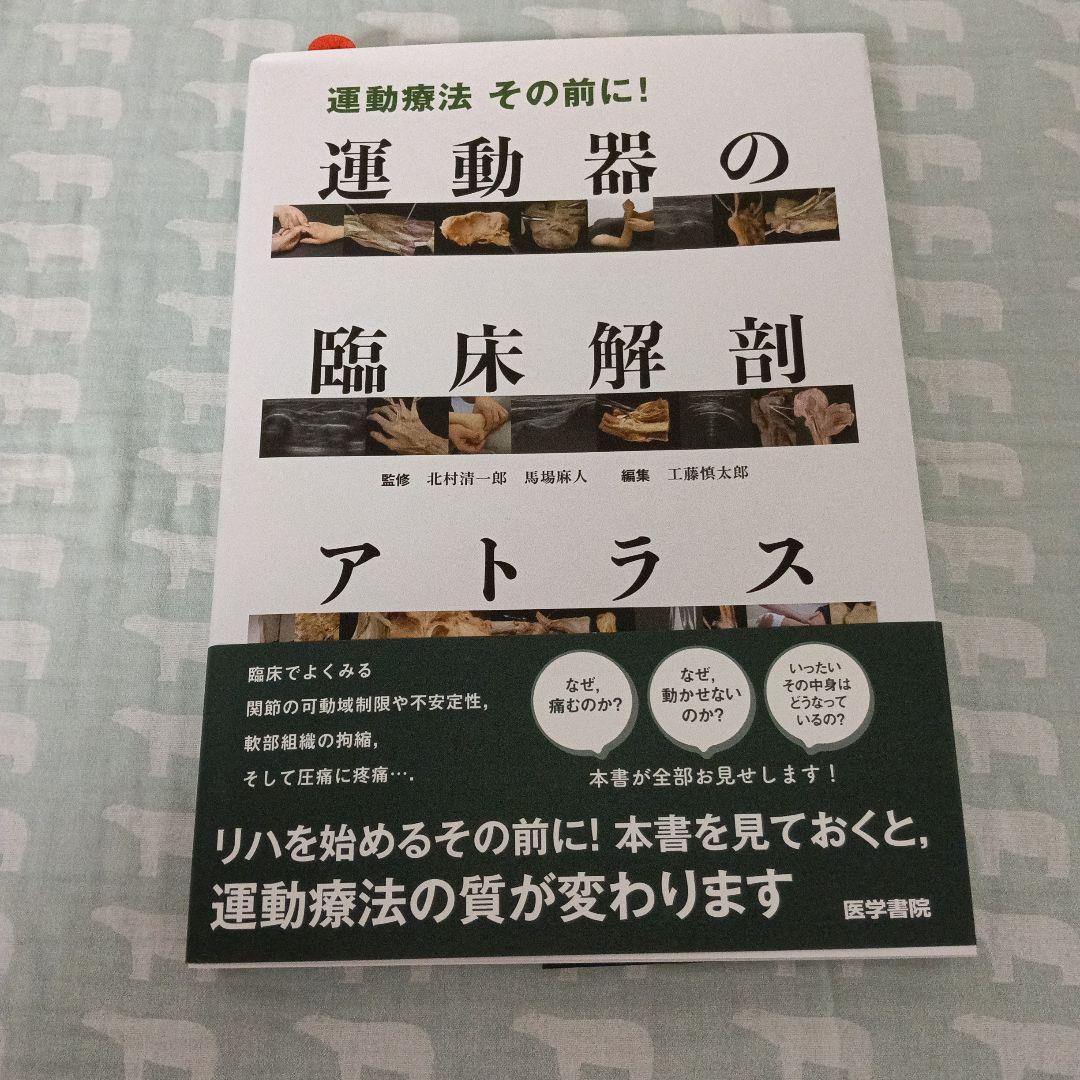 運動療法 その前に!
運動器の
臨床解剖
監修 北村清一郎 馬場麻人 編集 工藤慎太郎
アトラス
臨床でよくみる
関節の可動域制限や不安定性,
軟部組織の拘縮,
そして圧痛に疼痛….
なぜ,
痛むのか?
なぜ,
動かせない
のか?
いったい
その中身は
どうなって
いるの?
本書が全部お見せします!
リハを始めるその前に! 本書を見ておくと,
運動療法の質が変わります
医学書院